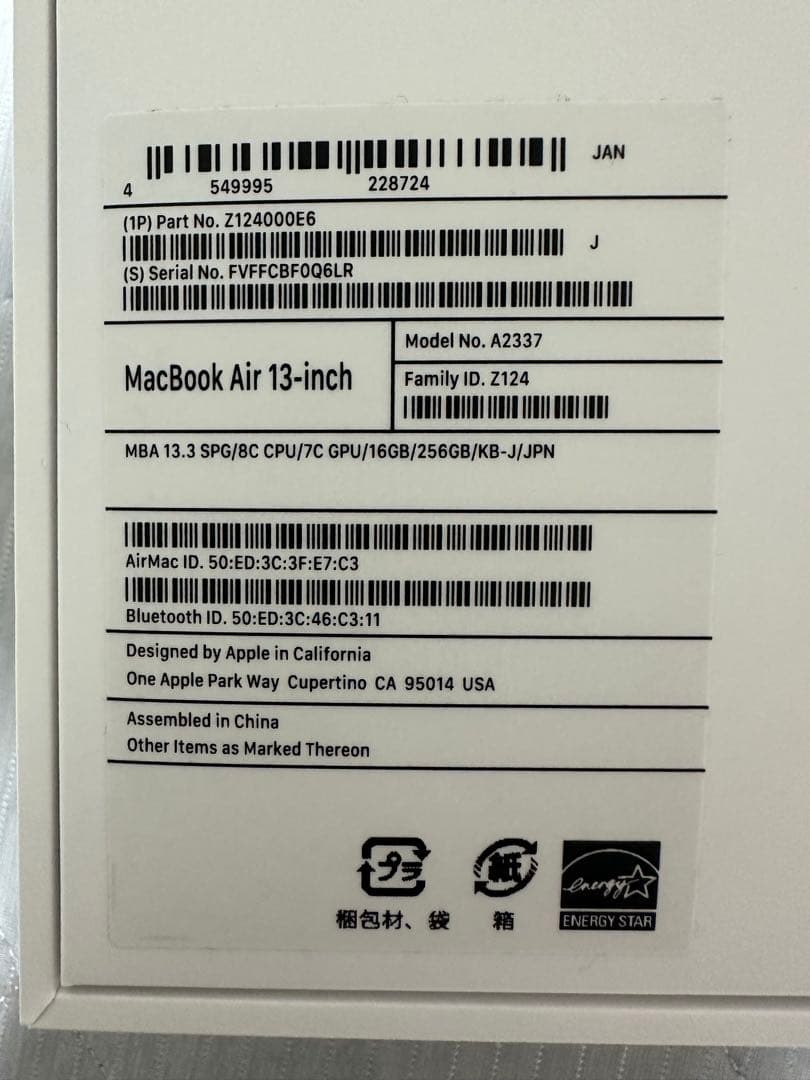 JAN
4 549995 228724
(1P) Part No. Z124000E6
J
(S) Serial No. FVFFCBF0Q6LR
MacBook Air 13-inch
Model No. A2337
Family ID. Z124
MBA 13.3 SPG/8C CPU/7C GPU/16GB/256GB/KB-J/JPN
AirMac ID. 50:ED:3C:3F:E7:C3
Bluetooth ID. 50:ED:3C:46:C3:11
Designed by Apple in California
One Apple Park Way Cupertino CA 95014 USA
Assembled in China
Other Items as Marked Thereon
プラ
紙
energy
梱包材、袋
箱
ENERGY STAR